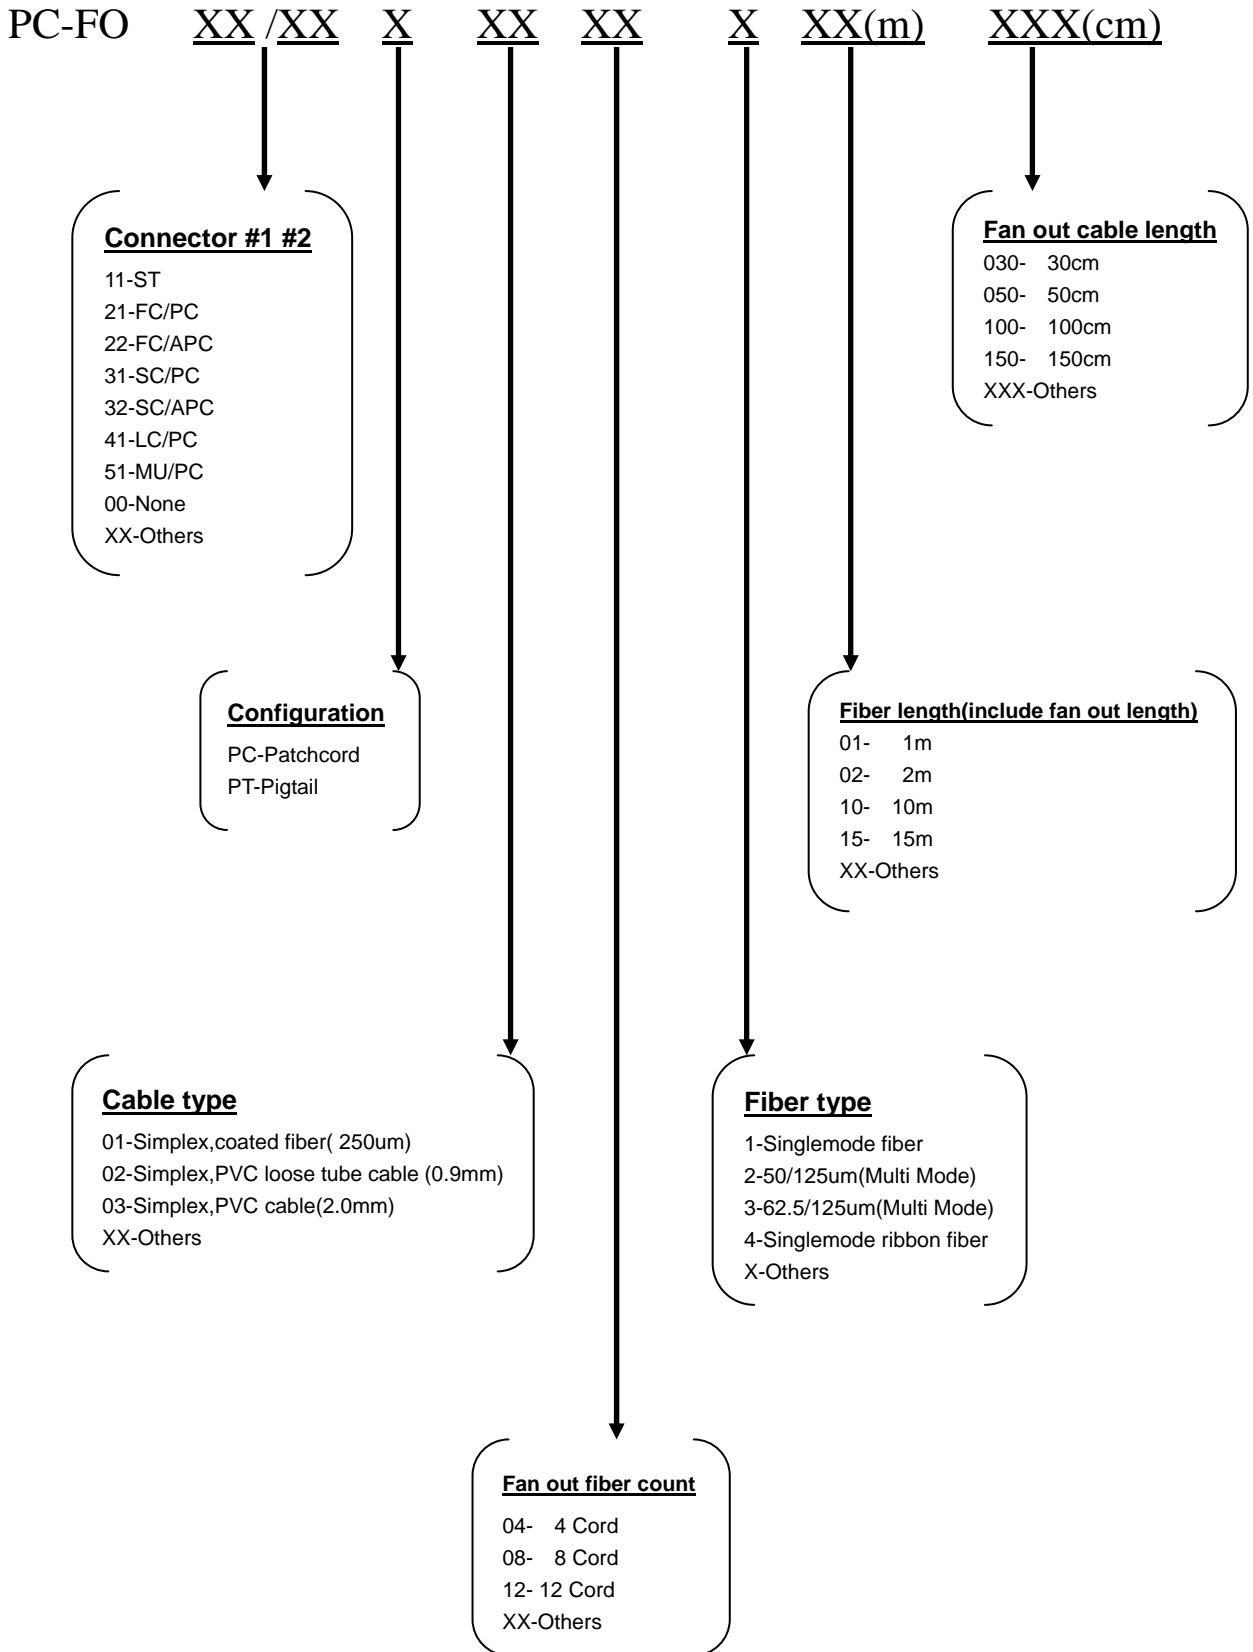 PC-FO XX /XX X XX XX X XX(m) XXX(cm)
Connector #1 #2
11-ST
21-FC/PC
22-FC/APC
31-SC/PC
32-SC/APC
41-LC/PC
51-MU/PC
00-None
XX-Others
Fan out cable length
030- 30cm
050- 50cm
100- 100cm
150- 150cm
XXX-Others
Configuration
PC-Patchcord
PT-Pigtail
Fiber length(include fan out length)
01- 1m
02- 2m
10- 10m
15- 15m
XX-Others
Cable type
01-Simplex,coated fiber( 250um)
02-Simplex,PVC loose tube cable (0.9mm)
03-Simplex,PVC cable(2.0mm)
XX-Others
Fiber type
1-Singlemode fiber
2-50/125um(Multi Mode)
3-62.5/125um(Multi Mode)
4-Singlemode ribbon fiber
X-Others
Fan out fiber count
04- 4 Cord
08- 8 Cord
12- 12 Cord
XX-Others